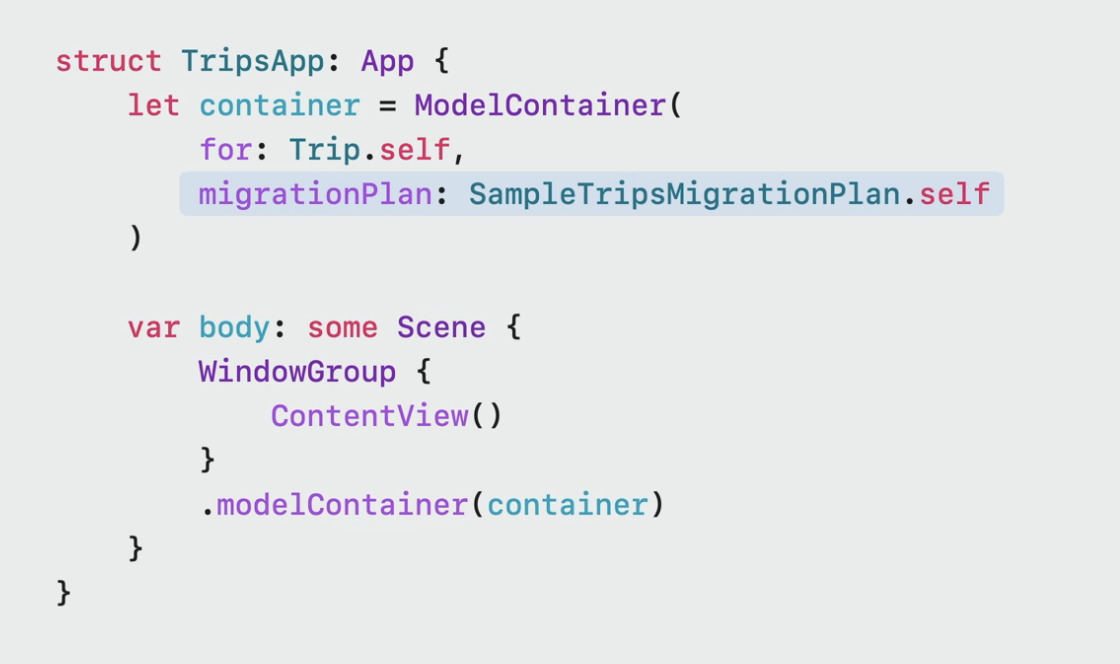 struct TripsApp: App {
    let container = ModelContainer(
        for: Trip.self,
        migrationPlan: SampleTripsMigrationPlan.self
    )
    var body: some Scene {
        WindowGroup {
            ContentView()
        }
        .modelContainer(container)
    }
}